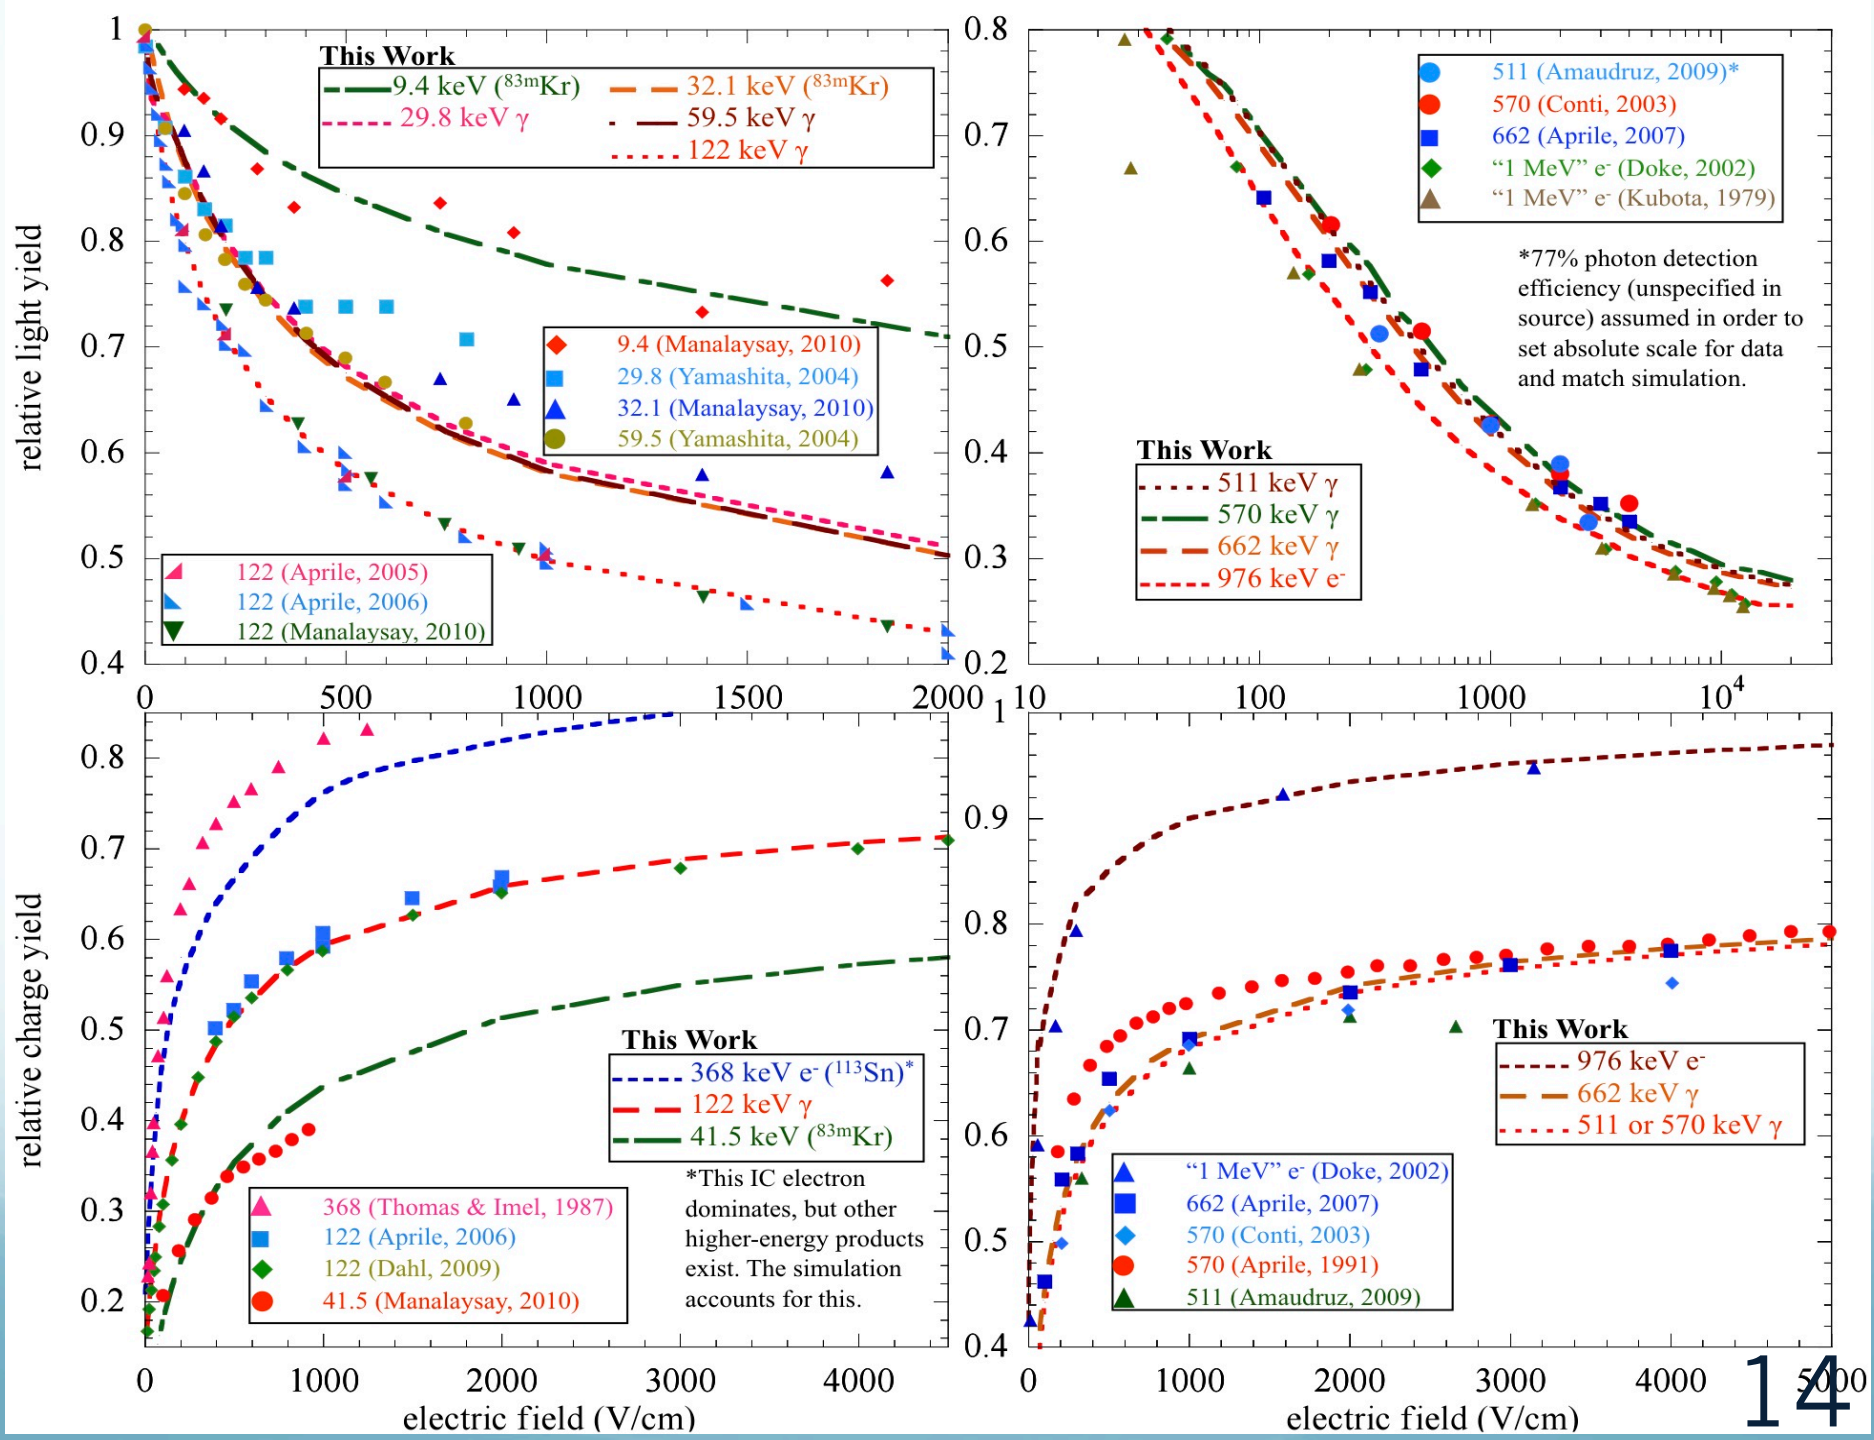 relative light yield
1
0.9
0.8
0.7
0.6
0.5
0.4
0
500
1000
1500
2000
This Work
9.4 keV (⁸³ᵐKr)
32.1 keV (⁸³ᵐKr)
29.8 keV γ
59.5 keV γ
122 keV γ
9.4 (Manalaysay, 2010)
29.8 (Yamashita, 2004)
32.1 (Manalaysay, 2010)
59.5 (Yamashita, 2004)
122 (Aprile, 2005)
122 (Aprile, 2006)
122 (Manalaysay, 2010)
0.8
0.7
0.6
0.5
0.4
0.3
0.2
10
100
1000
10⁴
511 (Amaudruz, 2009)*
570 (Conti, 2003)
662 (Aprile, 2007)
“1 MeV” e⁻ (Doke, 2002)
“1 MeV” e⁻ (Kubota, 1979)
*77% photon detection
efficiency (unspecified in
source) assumed in order to
set absolute scale for data
and match simulation.
This Work
511 keV γ
570 keV γ
662 keV γ
976 keV e⁻
relative charge yield
0.8
0.7
0.6
0.5
0.4
0.3
0.2
0
1000
2000
3000
4000
electric field (V/cm)
This Work
368 keV e⁻ (¹¹³Sn)*
122 keV γ
41.5 keV (⁸³ᵐKr)
*This IC electron
dominates, but other
higher-energy products
exist. The simulation
accounts for this.
368 (Thomas & Imel, 1987)
122 (Aprile, 2006)
122 (Dahl, 2009)
41.5 (Manalaysay, 2010)
1
0.9
0.8
0.7
0.6
0.5
0.4
0
1000
2000
3000
4000
5000
electric field (V/cm)
This Work
976 keV e⁻
662 keV γ
511 or 570 keV γ
“1 MeV” e⁻ (Doke, 2002)
662 (Aprile, 2007)
570 (Conti, 2003)
570 (Aprile, 1991)
511 (Amaudruz, 2009)
14